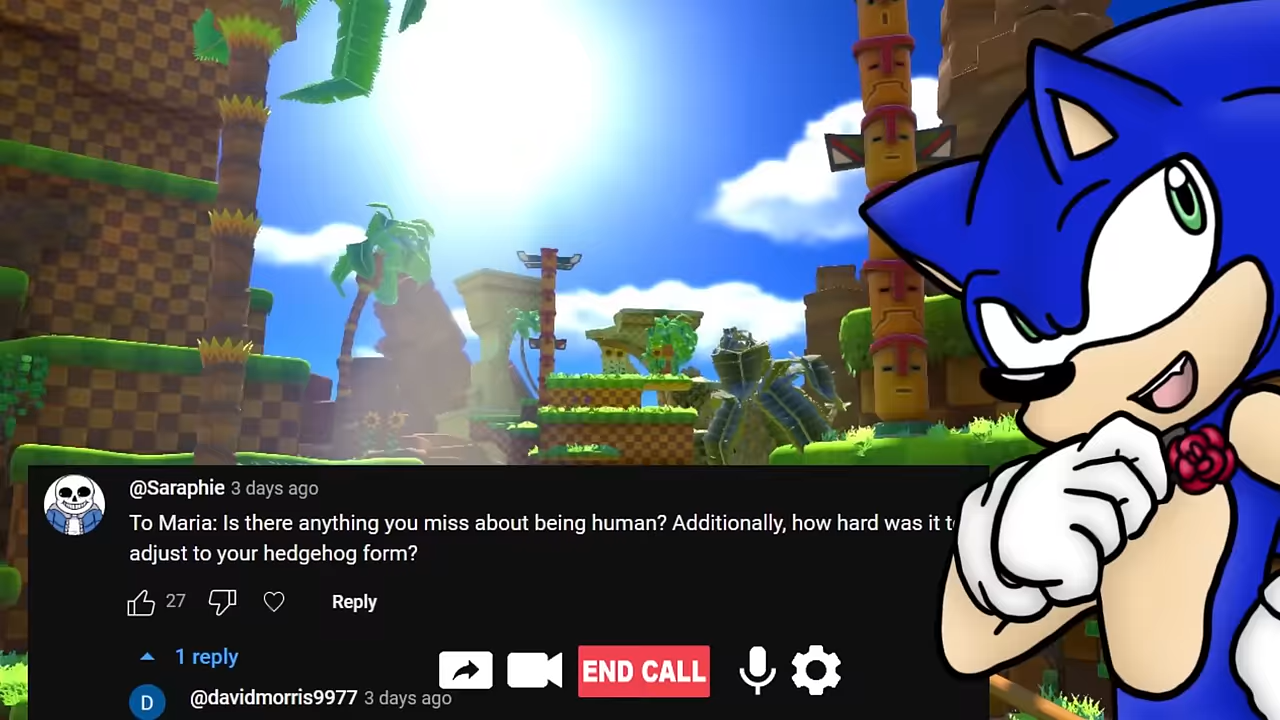 @Saraphie 3 days ago
To Maria: Is there anything you miss about being human? Additionally, how hard was it
adjust to your hedgehog form?
27
Reply
1 reply
END CALL
D
@davidmorris9977 3 days ago